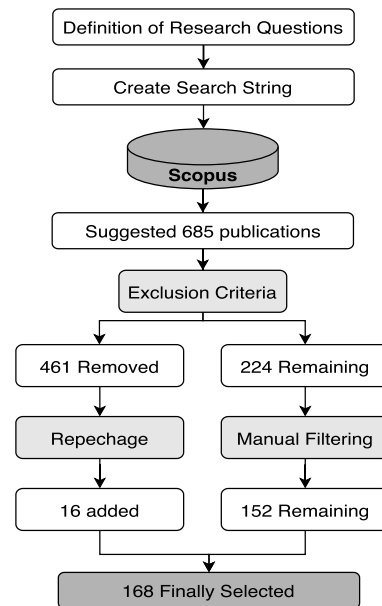 Definition of Research Questions
Create Search String
Scopus
Suggested 685 publications
Exclusion Criteria
461 Removed
224 Remaining
Repechage
Manual Filtering
16 added
152 Remaining
168 Finally Selected